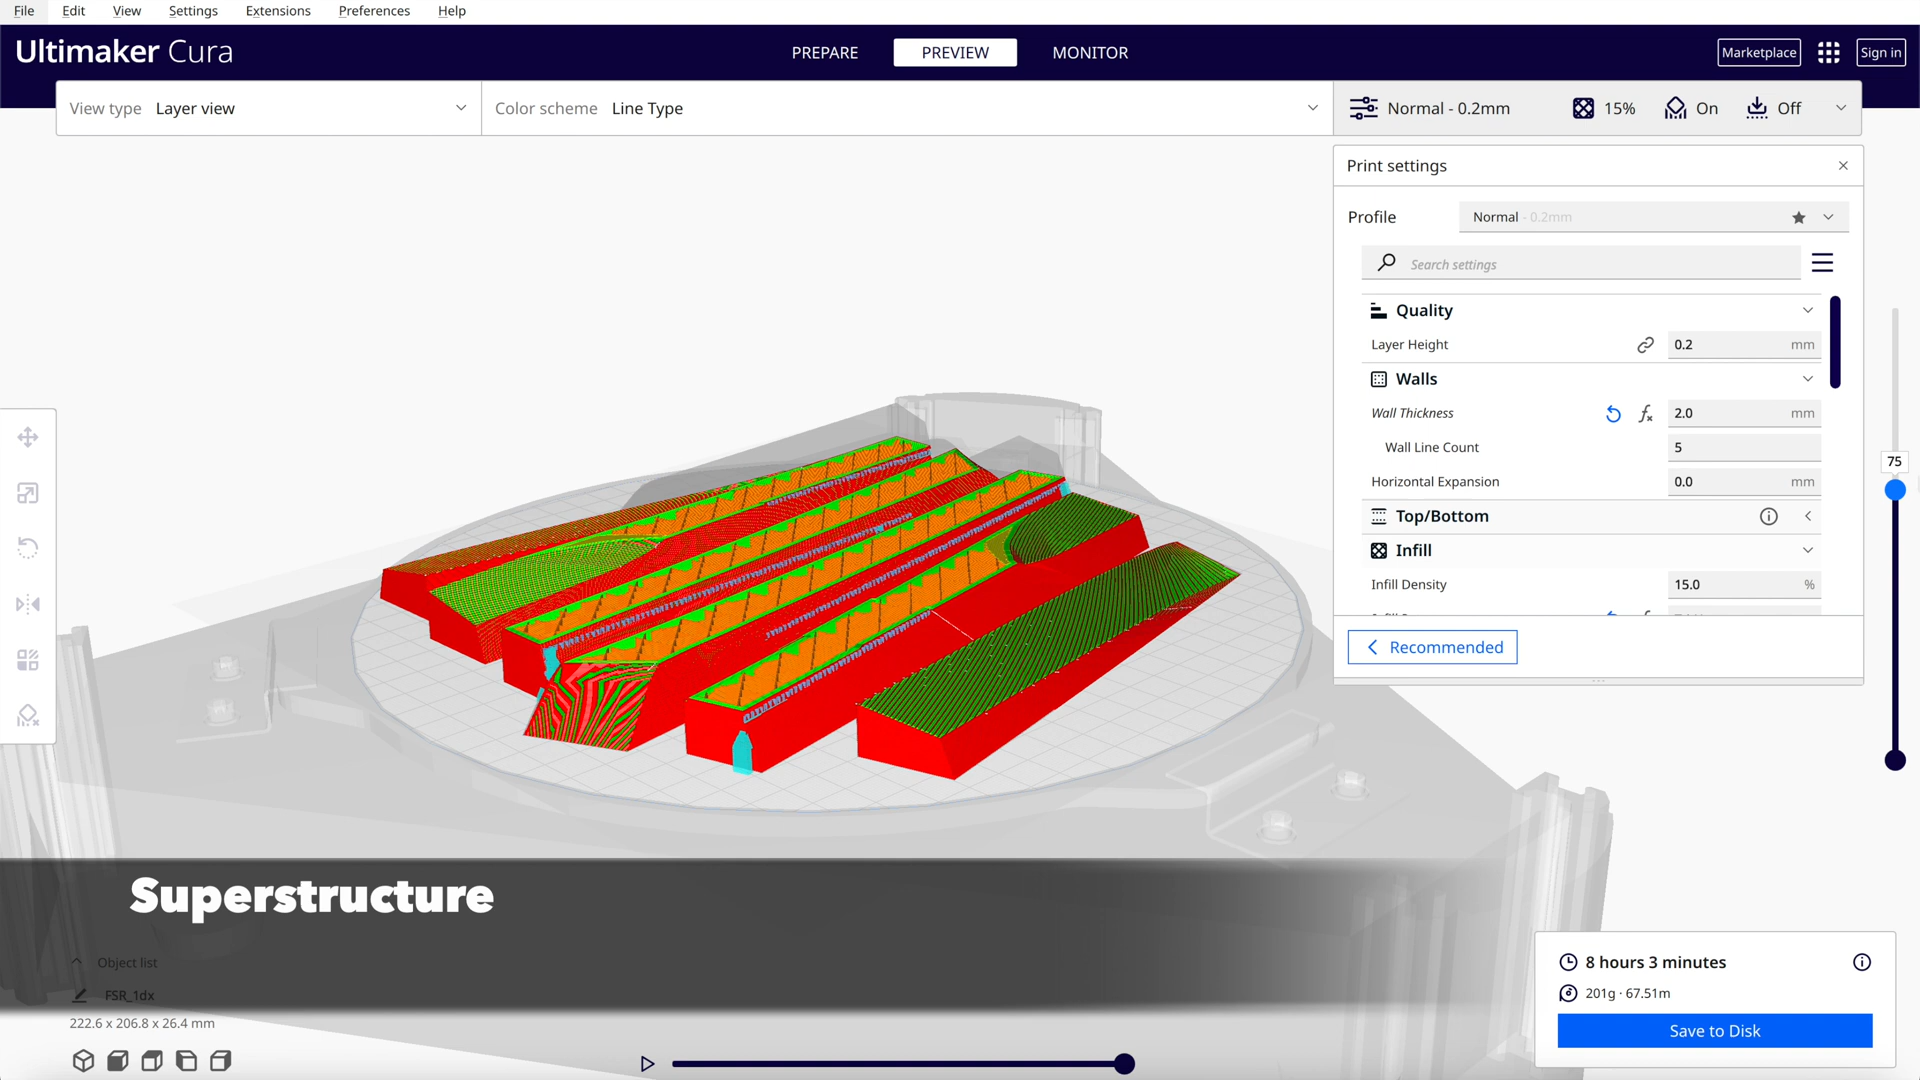 File Edit View Settings Extensions Preferences Help
Ultimaker Cura
PREPARE PREVIEW MONITOR
Marketplace Sign in
View type Layer view
Color scheme Line Type
Normal - 0.2mm 15% On Off
Print settings
Profile Normal - 0.2mm
Search settings
Quality
Layer Height 0.2 mm
Walls
Wall Thickness 2.0 mm
Wall Line Count 5
Horizontal Expansion 0.0 mm
Top/Bottom
Infill
Infill Density 15.0 %
Recommended
75
Superstructure
Object list
FSR_1dx
222.6 x 206.8 x 26.4 mm
8 hours 3 minutes
201g · 67.51m
Save to Disk